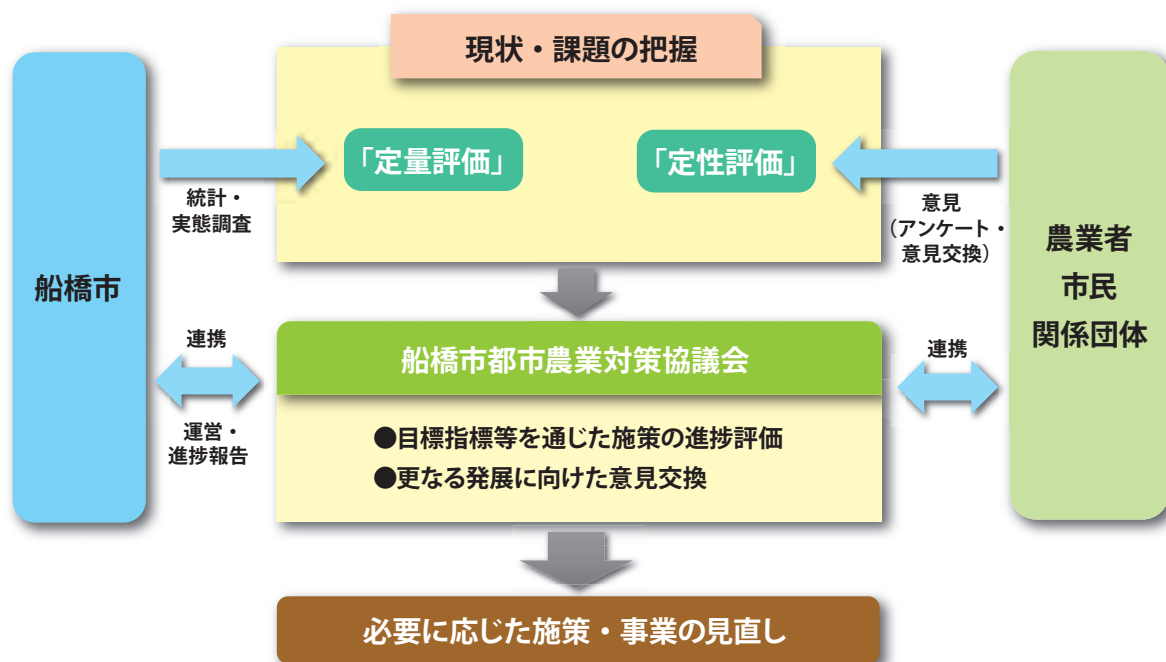 現状・課題の把握
「定量評価」
「定性評価」
統計・
実態調査
意見
（アンケート・
意見交換）
船橋市
農業者
市民
関係団体
連携
運営・
進捗報告
船橋市都市農業対策協議会
連携
●目標指標等を通じた施策の進捗評価
●更なる発展に向けた意見交換
必要に応じた施策・事業の見直し